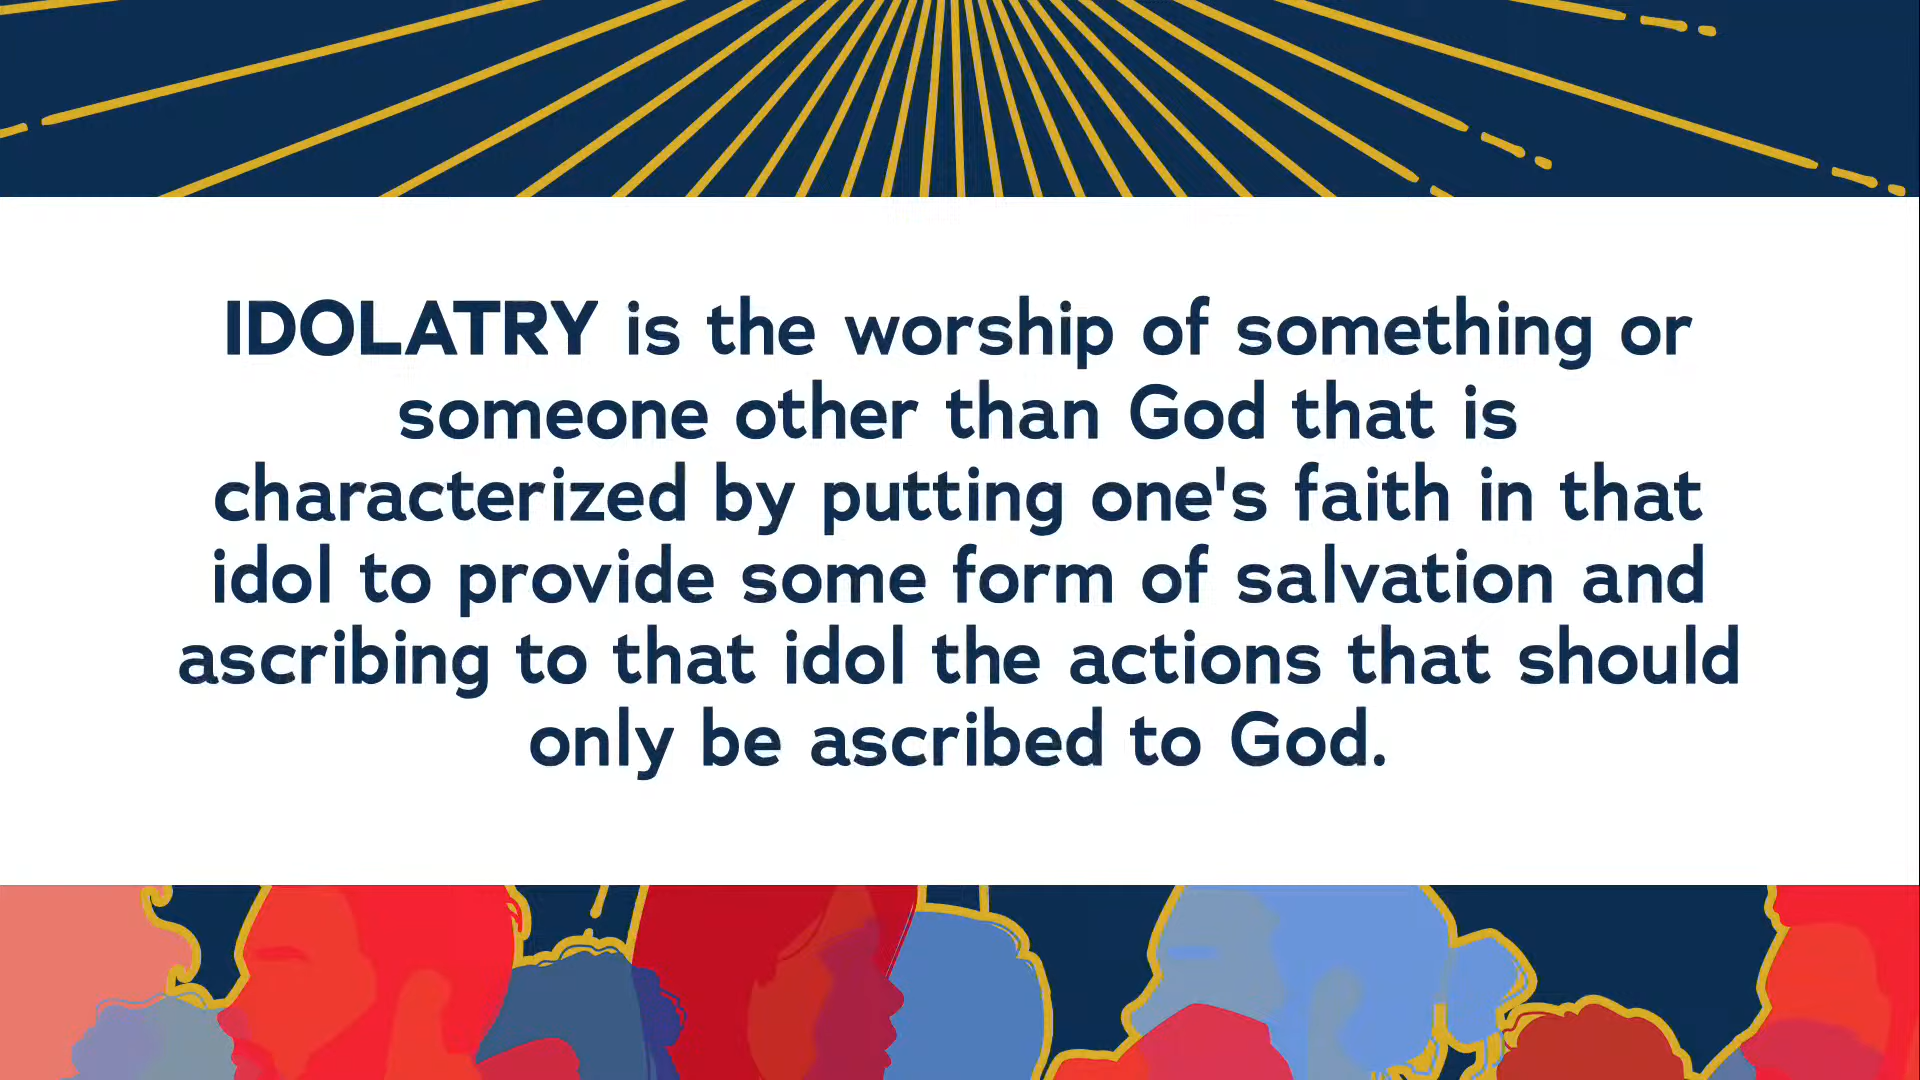 IDOLATRY is the worship of something or
someone other than God that is
characterized by putting one's faith in that
idol to provide some form of salvation and
ascribing to that idol the actions that should
only be ascribed to God.